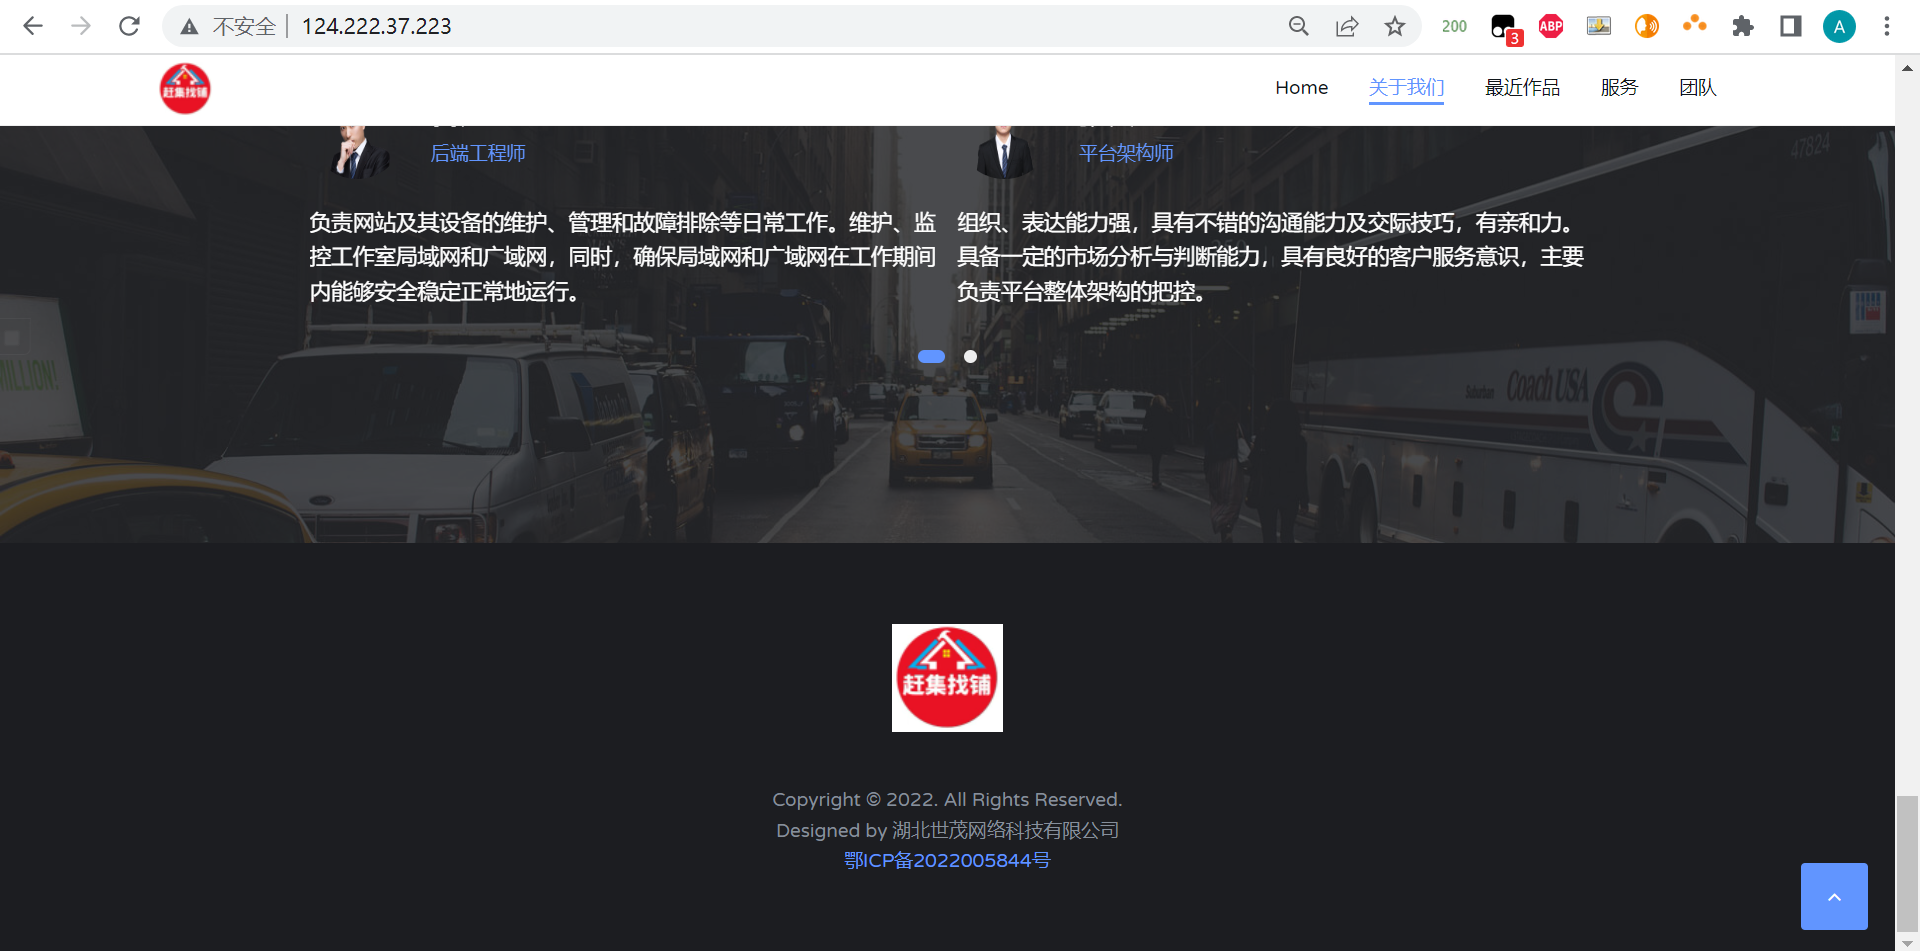 不安全
124.222.37.223
200
3
ABP
A
赶集找铺
Home
关于我们
最近作品
服务
团队
后端工程师
平台架构师
47824
负责网站及其设备的维护、管理和故障排除等日常工作。维护、监
控工作室局域网和广域网，同时，确保局域网和广域网在工作期间
内能够安全稳定正常地运行。
组织、表达能力强，具有不错的沟通能力及交际技巧，有亲和力。
具备一定的市场分析与判断能力，具有良好的客户服务意识，主要
负责平台整体架构的把控。
MILLION!
Suburban Coach USA
赶集找铺
Copyright © 2022. All Rights Reserved.
Designed by 湖北世茂网络科技有限公司
鄂ICP备2022005844号